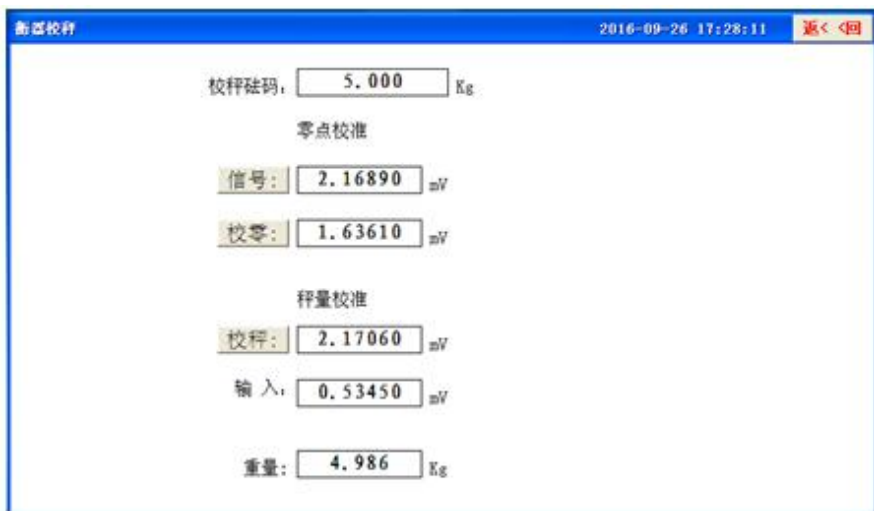 衡器校秤 2016-09-26 17:28:11 返< <回
校秤砝码: 5.000 Kg
零点校准
信号: 2.16890 mV
校零: 1.63610 mV
秤量校准
校秤: 2.17060 mV
输 入: 0.53450 mV
重量: 4.986 Kg